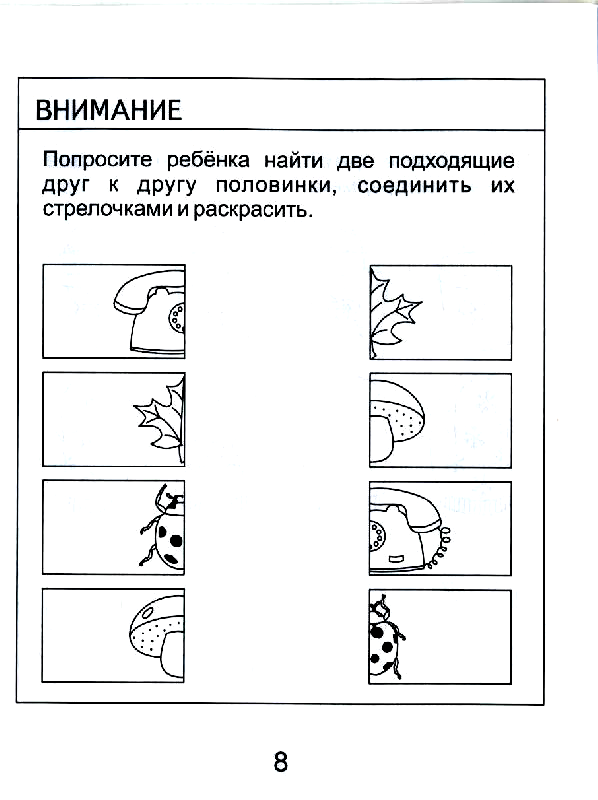 ВНИМАНИЕ
Попросите ребёнка найти две подходящие
друг к другу половинки, соединить их
стрелочками и раскрасить.
8